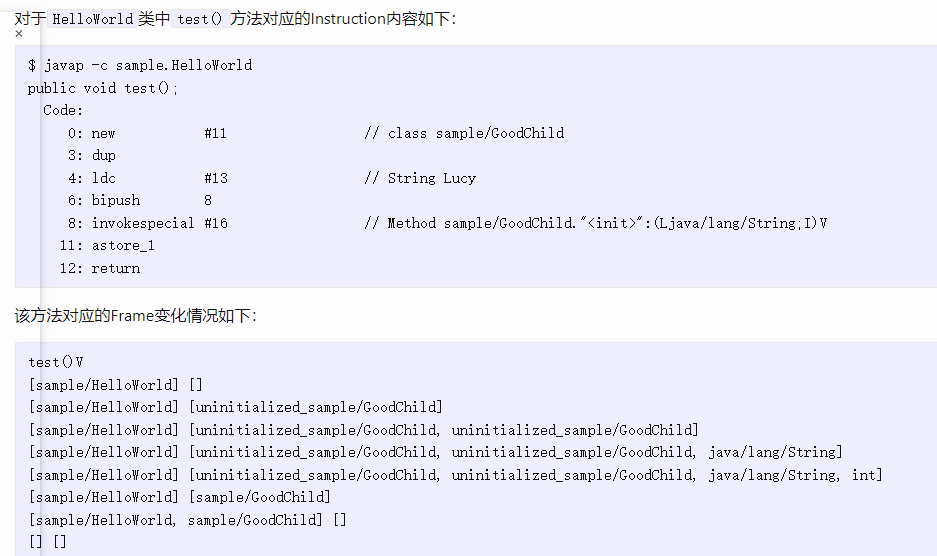 对于 HelloWorld 类中 test() 方法对应的Instruction内容如下:
×
$ javap -c sample.HelloWorld
public void test();
  Code:
     0: new           #11                 // class sample/GoodChild
     3: dup
     4: ldc           #13                 // String Lucy
     6: bipush        8
     8: invokespecial #16                 // Method sample/GoodChild."<init>":(Ljava/lang/String;I)V
    11: astore_1
    12: return
该方法对应的Frame变化情况如下:
test()V
[sample/HelloWorld] []
[sample/HelloWorld] [uninitialized_sample/GoodChild]
[sample/HelloWorld] [uninitialized_sample/GoodChild, uninitialized_sample/GoodChild]
[sample/HelloWorld] [uninitialized_sample/GoodChild, uninitialized_sample/GoodChild, java/lang/String]
[sample/HelloWorld] [uninitialized_sample/GoodChild, uninitialized_sample/GoodChild, java/lang/String, int]
[sample/HelloWorld] [sample/GoodChild]
[sample/HelloWorld, sample/GoodChild] []
[] []